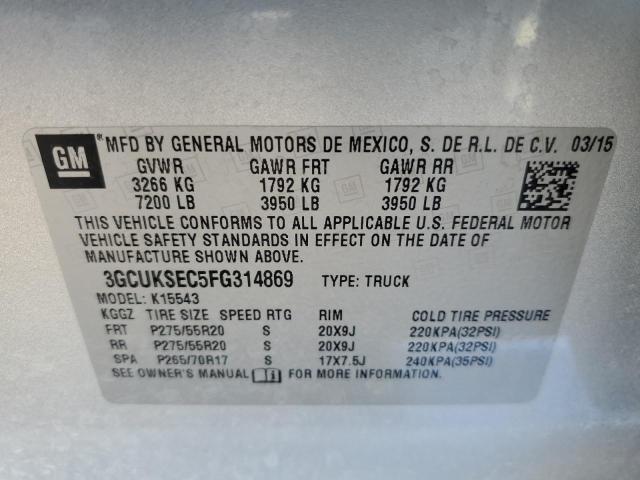 GM ® MFD BY GENERAL MOTORS DE MEXICO, S. DE R.L. DE C.V. 03/15
GVWR GAWR FRT GAWR RR
3266 KG 1792 KG 1792 KG
7200 LB 3950 LB 3950 LB
THIS VEHICLE CONFORMS TO ALL APPLICABLE U.S. FEDERAL MOTOR
VEHICLE SAFETY STANDARDS IN EFFECT ON THE DATE OF
MANUFACTURE SHOWN ABOVE.
3GCUKSEC5FG314869 TYPE: TRUCK
MODEL: K15543
KGGZ TIRE SIZE SPEED RTG RIM COLD TIRE PRESSURE
FRT P275/55R20 S 20X9J 220KPA(32PSI)
RR P275/55R20 S 20X9J 220KPA(32PSI)
SPA P265/70R17 S 17X7.5J 240KPA(35PSI)
SEE OWNER'S MANUAL FOR MORE INFORMATION.